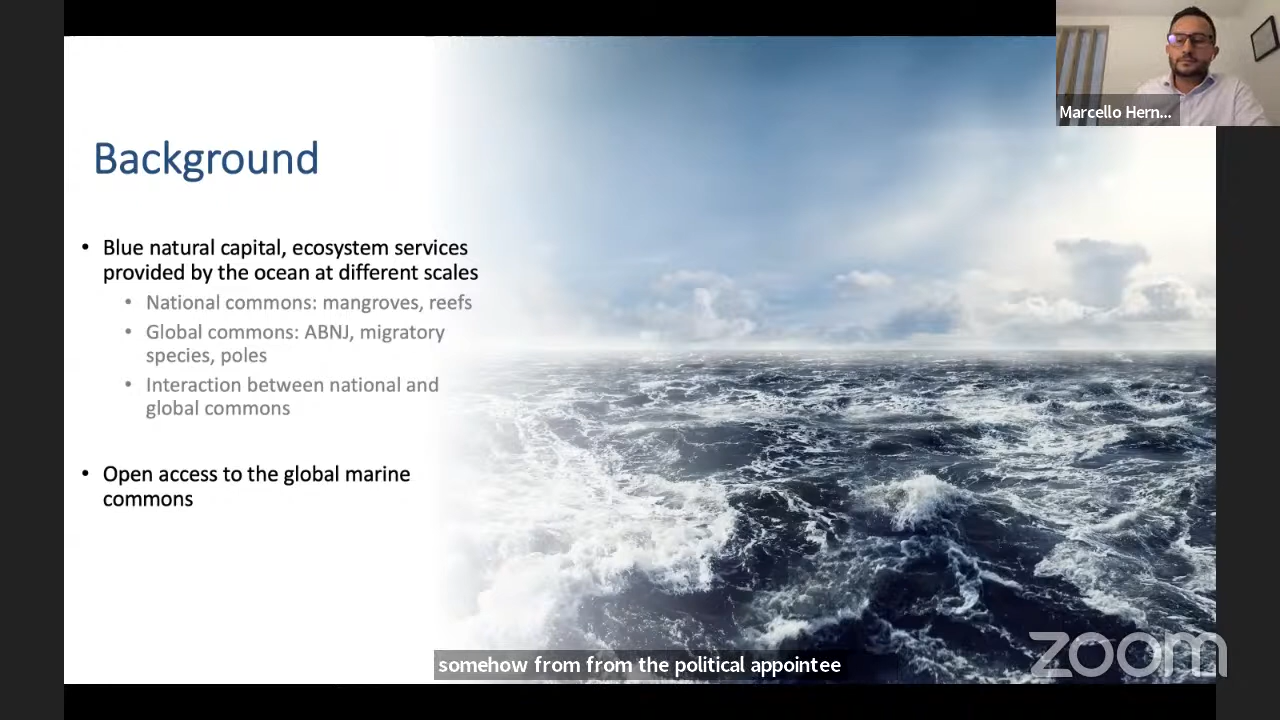 Marcello Hern...
Background
• Blue natural capital, ecosystem services
provided by the ocean at different scales
• National commons: mangroves, reefs
• Global commons: ABNJ, migratory
species, poles
• Interaction between national and
global commons
• Open access to the global marine
commons
somehow from from the political appointee
zoom